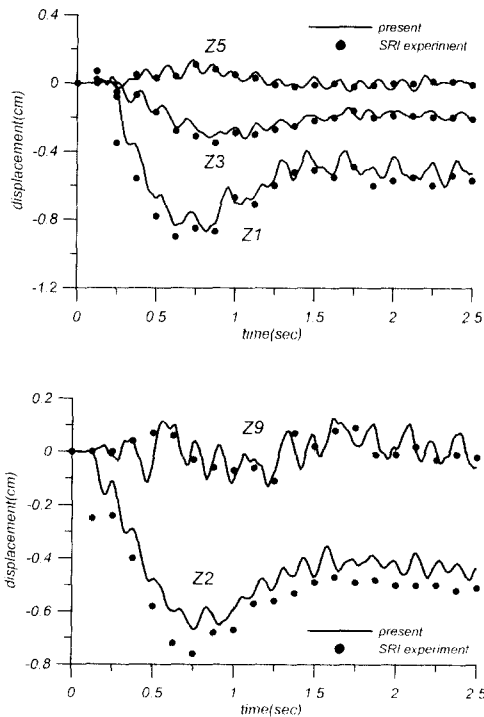 0.4
0
-0.4
-0.8
-1.2
displacement(cm)
present
SRI experiment
Z5
Z3
Z1
0 0.5 1 1.5 2 2.5
time(sec)
0.2
0
-0.2
-0.4
-0.6
-0.8
displacement(cm)
Z9
Z2
present
SRI experiment
0 0.5 1 1.5 2 2.5
time(sec)